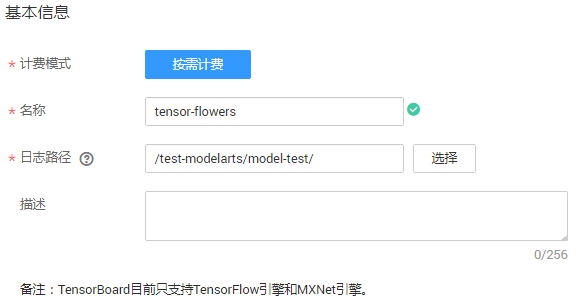 基本信息
* 计费模式 按需计费
* 名称 tensor-flowers
* 日志路径 ? /test-modelarts/model-test/ 选择
描述
0/256
备注：TensorBoard目前只支持TensorFlow引擎和MXNet引擎。